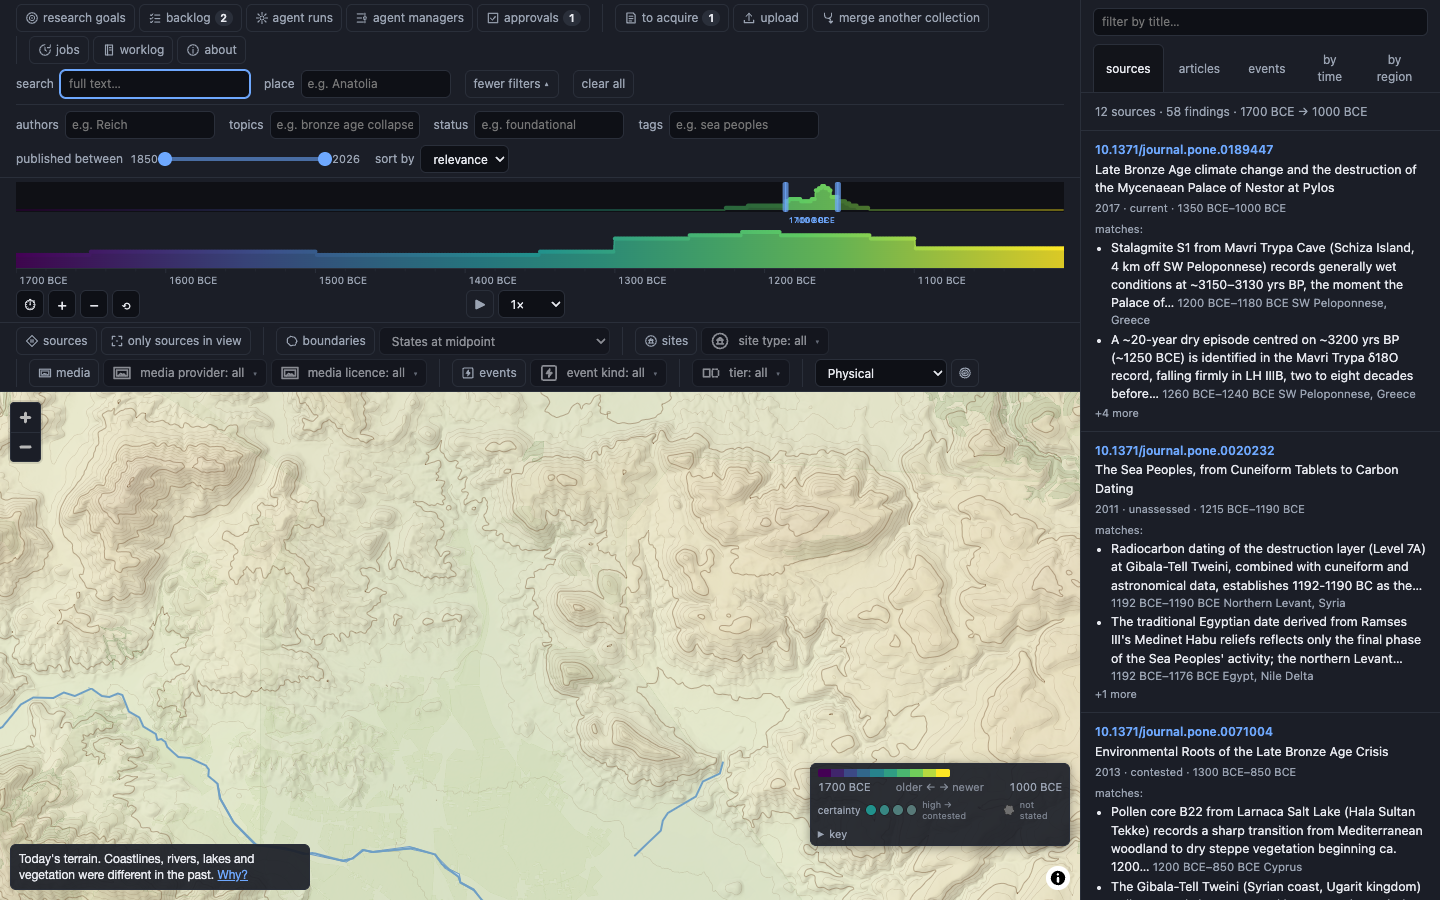 research goals
backlog 2
agent runs
agent managers
approvals 1
to acquire 1
upload
merge another collection
jobs
worklog
about
search full text...
place e.g. Anatolia
fewer filters
clear all
authors e.g. Reich
topics e.g. bronze age collapse
status e.g. foundational
tags e.g. sea peoples
published between 1850 2026
sort by relevance
1700 BCE 1600 BCE 1500 BCE 1400 BCE 1300 BCE 1200 BCE 1100 BCE
1×
sources
only sources in view
boundaries
States at midpoint
sites
site type: all
media
media provider: all
media licence: all
events
event kind: all
tier: all
Physical
1700 BCE older ← → newer 1000 BCE
certainty high →
contested
not
stated
key
Today's terrain. Coastlines, rivers, lakes and
vegetation were different in the past. Why?
filter by title...
sources
articles
events
by
time
by
region
12 sources · 58 findings · 1700 BCE → 1000 BCE
10.1371/journal.pone.0189447
Late Bronze Age climate change and the destruction of
the Mycenaean Palace of Nestor at Pylos
2017 · current · 1350 BCE–1000 BCE
matches:
• Stalagmite S1 from Mavri Trypa Cave (Schiza Island,
4 km off SW Peloponnese) records generally wet
conditions at ~3150–3130 yrs BP, the moment the
Palace of… 1200 BCE–1180 BCE SW Peloponnese,
Greece
• A ~20-year dry episode centred on ~3200 yrs BP
(~1250 BCE) is identified in the Mavri Trypa δ18O
record, falling firmly in LH IIIB, two to eight decades
before… 1260 BCE–1240 BCE SW Peloponnese, Greece
+4 more
10.1371/journal.pone.0020232
The Sea Peoples, from Cuneiform Tablets to Carbon
Dating
2011 · unassessed · 1215 BCE–1190 BCE
matches:
• Radiocarbon dating of the destruction layer (Level 7A)
at Gibala-Tell Tweini, combined with cuneiform and
astronomical data, establishes 1192-1190 BC as the…
1192 BCE–1190 BCE Northern Levant, Syria
• The traditional Egyptian date derived from Ramses
III's Medinet Habu reliefs reflects only the final phase
of the Sea Peoples' activity; the northern Levant…
1192 BCE–1176 BCE Egypt, Nile Delta
+1 more
10.1371/journal.pone.0071004
Environmental Roots of the Late Bronze Age Crisis
2013 · contested · 1300 BCE–850 BCE
matches:
• Pollen core B22 from Larnaca Salt Lake (Hala Sultan
Tekke) records a sharp transition from Mediterranean
woodland to dry steppe vegetation beginning ca.
1200… 1200 BCE–850 BCE Cyprus
• The Gibala-Tell Tweini (Syrian coast, Ugarit kingdom)